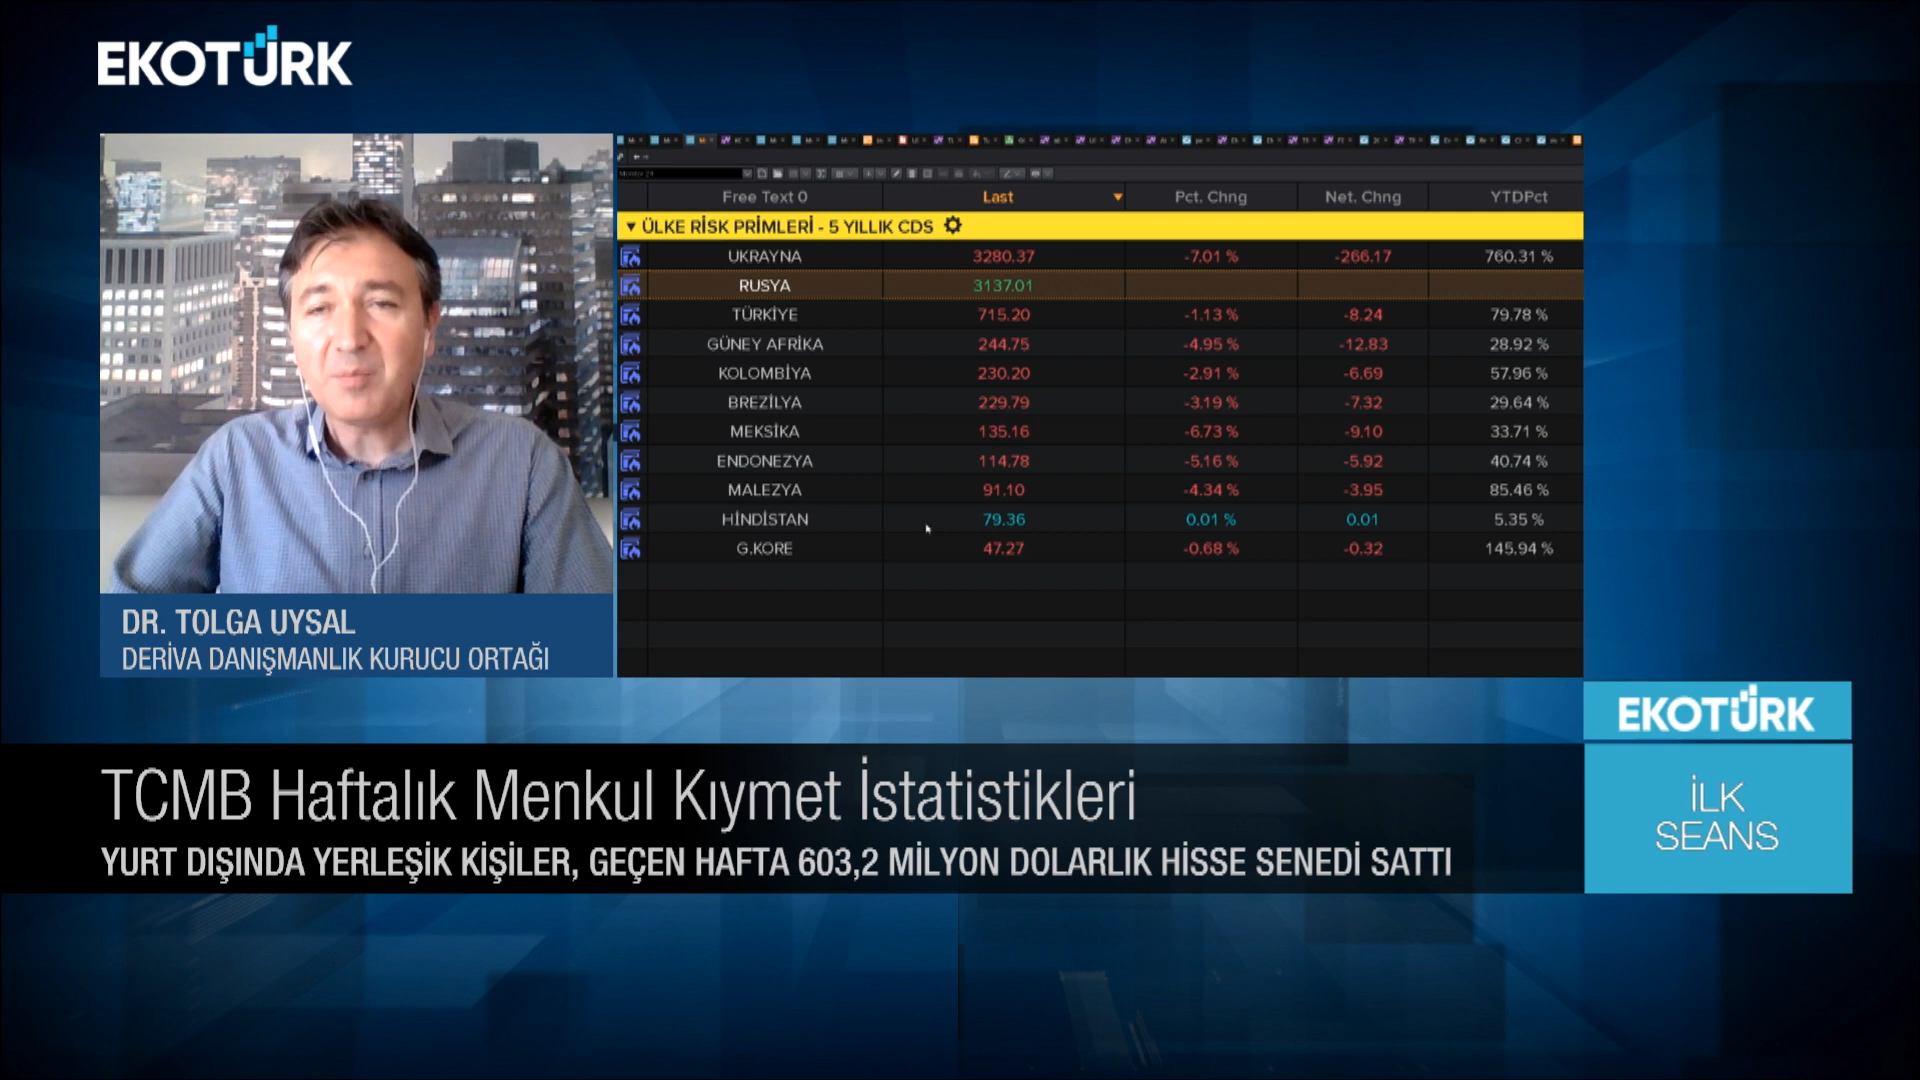 EKOTÜRK
Free Text 0 Last Pct. Chng Net. Chng YTDPct
ÜLKE RİSK PRİMLERİ - 5 YILLIK CDS
UKRAYNA 3280.37 -7.01 % -266.17 760.31 %
RUSYA 3137.01
TÜRKİYE 715.20 -1.13 % -8.24 79.78 %
GÜNEY AFRİKA 244.75 -4.95 % -12.83 28.92 %
KOLOMBİYA 230.20 -2.91 % -6.69 57.96 %
BREZİLYA 229.79 -3.19 % -7.32 29.64 %
MEKSİKA 135.16 -6.73 % -9.10 33.71 %
ENDONEZYA 114.78 -5.16 % -5.92 40.74 %
MALEZYA 91.10 -4.34 % -3.95 85.46 %
HİNDİSTAN 79.36 0.01 % 0.01 5.35 %
G.KORE 47.27 -0.68 % -0.32 145.94 %
DR. TOLGA UYSAL
DERİVA DANIŞMANLIK KURUCU ORTAĞI
EKOTÜRK
TCMB Haftalık Menkul Kıymet İstatistikleri
YURT DIŞINDA YERLEŞİK KİŞİLER, GEÇEN HAFTA 603,2 MİLYON DOLARLIK HİSSE SENEDİ SATTI
İLK
SEANS